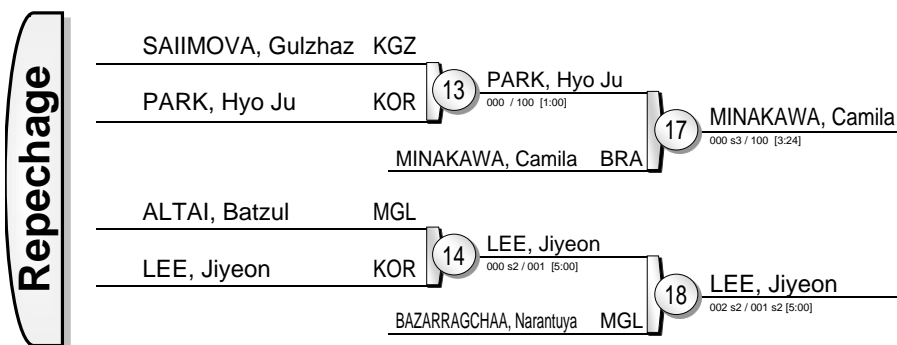 Repechage
SAIIMOVA, Gulzhaz KGZ
PARK, Hyo Ju KOR
13
PARK, Hyo Ju
000 / 100 [1:00]
MINAKAWA, Camila BRA
17
MINAKAWA, Camila
000 s3 / 100 [3:24]
ALTAI, Batzul MGL
LEE, Jiyeon KOR
14
LEE, Jiyeon
000 s2 / 001 [5:00]
BAZARRAGCHAA, Narantuya MGL
18
LEE, Jiyeon
002 s2 / 001 s2 [5:00]